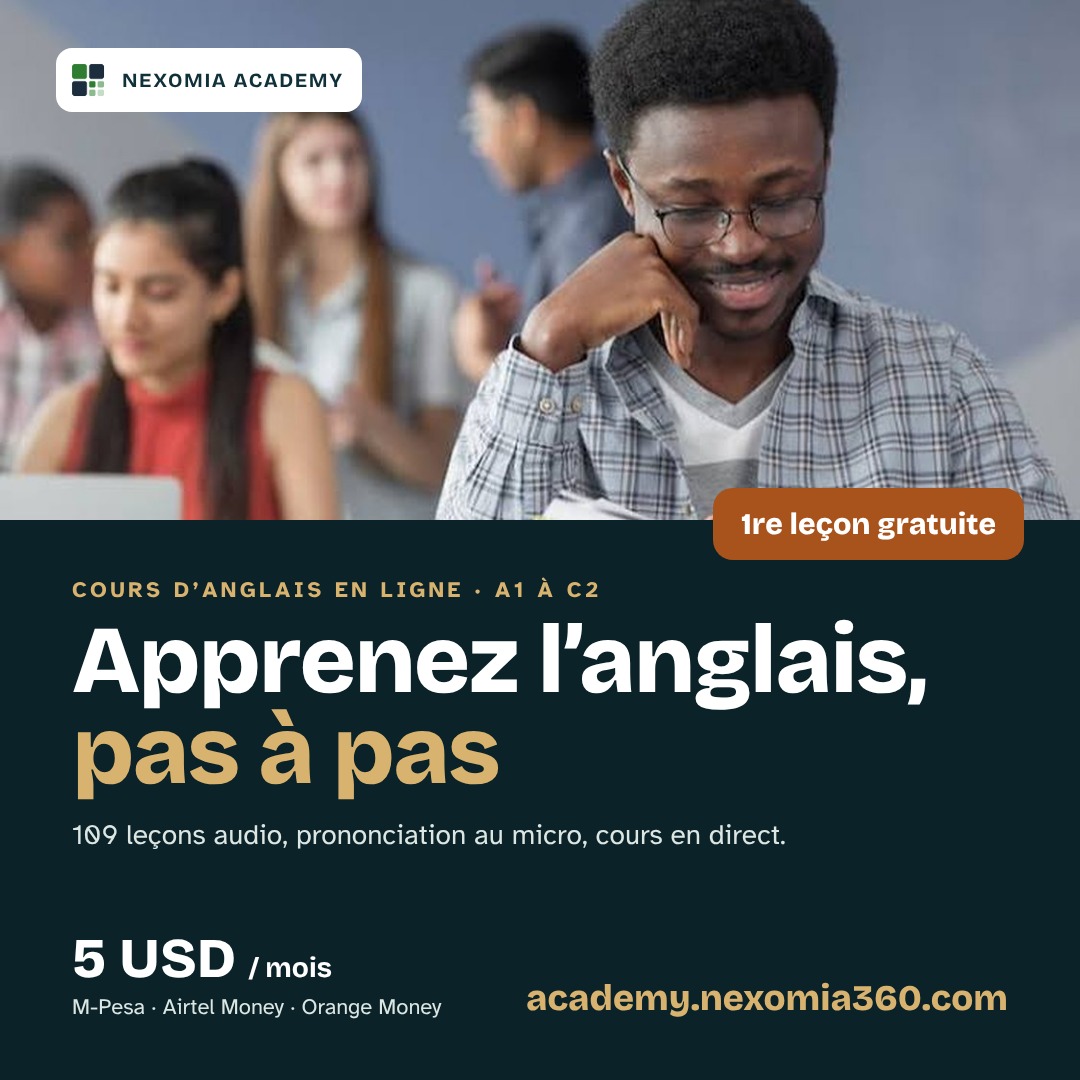 NEXOMIA ACADEMY
1re leçon gratuite
COURS D’ANGLAIS EN LIGNE · A1 À C2
Apprenez l’anglais,
pas à pas
109 leçons audio, prononciation au micro, cours en direct.
5 USD / mois
M-Pesa · Airtel Money · Orange Money
academy.nexomia360.com